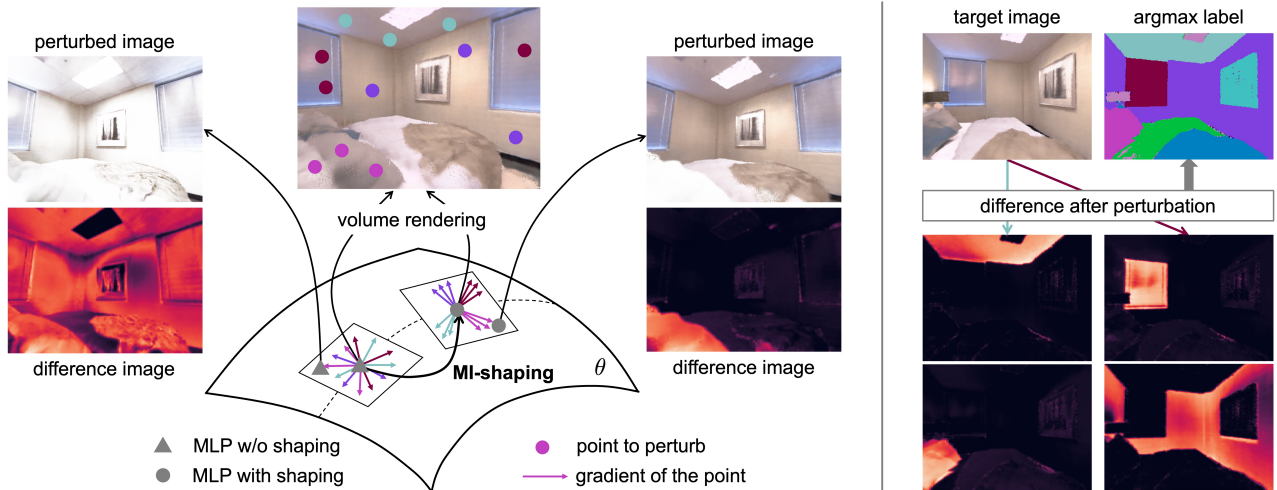 perturbed image
perturbed image
difference image
difference image
volume rendering
MI-shaping
θ
MLP w/o shaping
MLP with shaping
point to perturb
gradient of the point
target image
argmax label
difference after perturbation